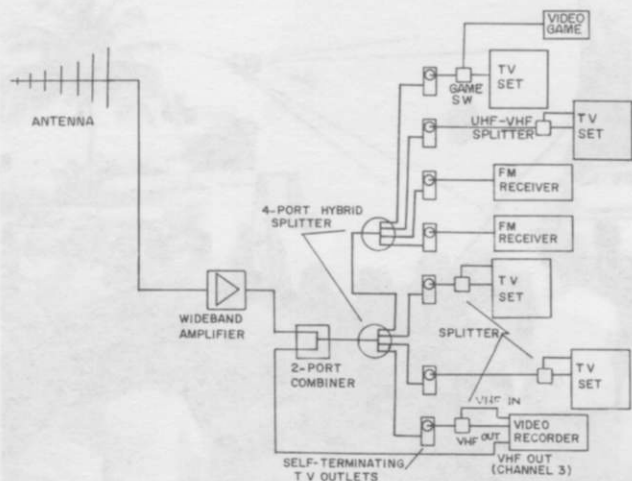 VIDEO
GAME
TV
SET
GAME
SW
ANTENNA
UHF-VHF
SPLITTER
TV
SET
FM
RECEIVER
4-PORT HYBRID
SPLITTER
FM
RECEIVER
TV
SET
WIDEBAND
AMPLIFIER
SPLITTER
2-PORT
COMBINER
TV
SET
VHF IN
VIDEO
RECORDER
VHF OUT
SELF-TERMINATING
TV OUTLETS
VHF OUT
(CHANNEL 3)